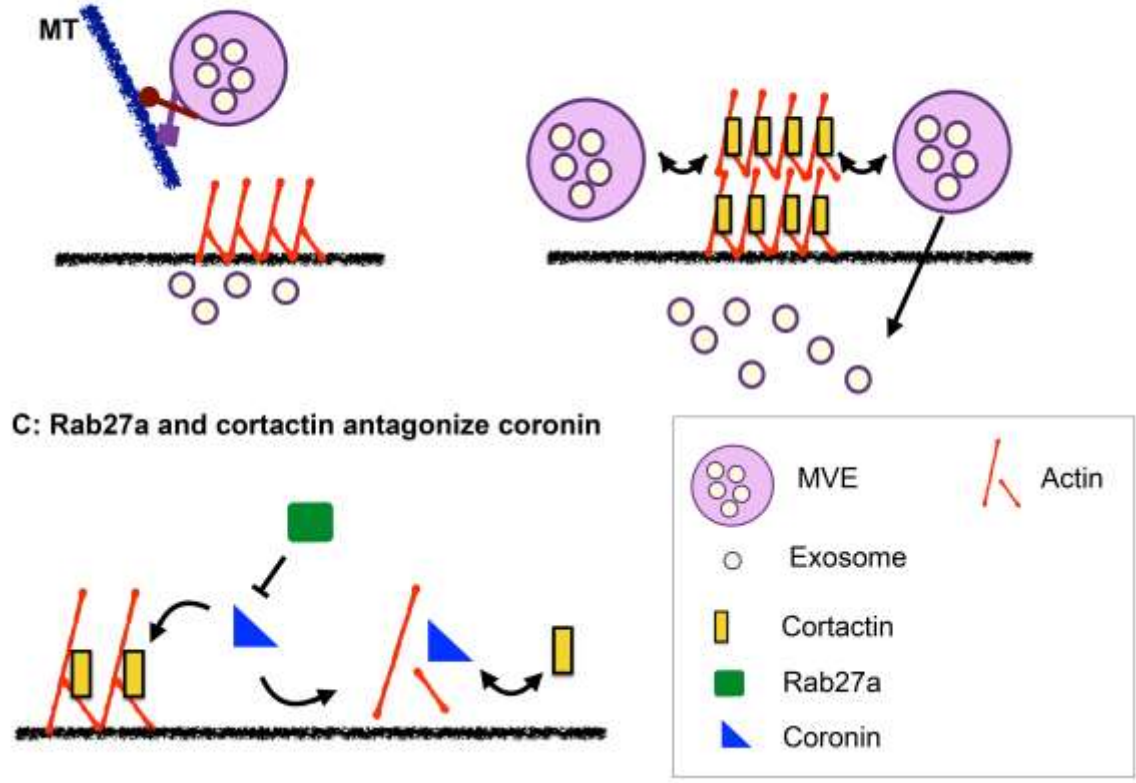 MT
C: Rab27a and cortactin antagonize coronin
MVE
Actin
Exosome
Cortactin
Rab27a
Coronin